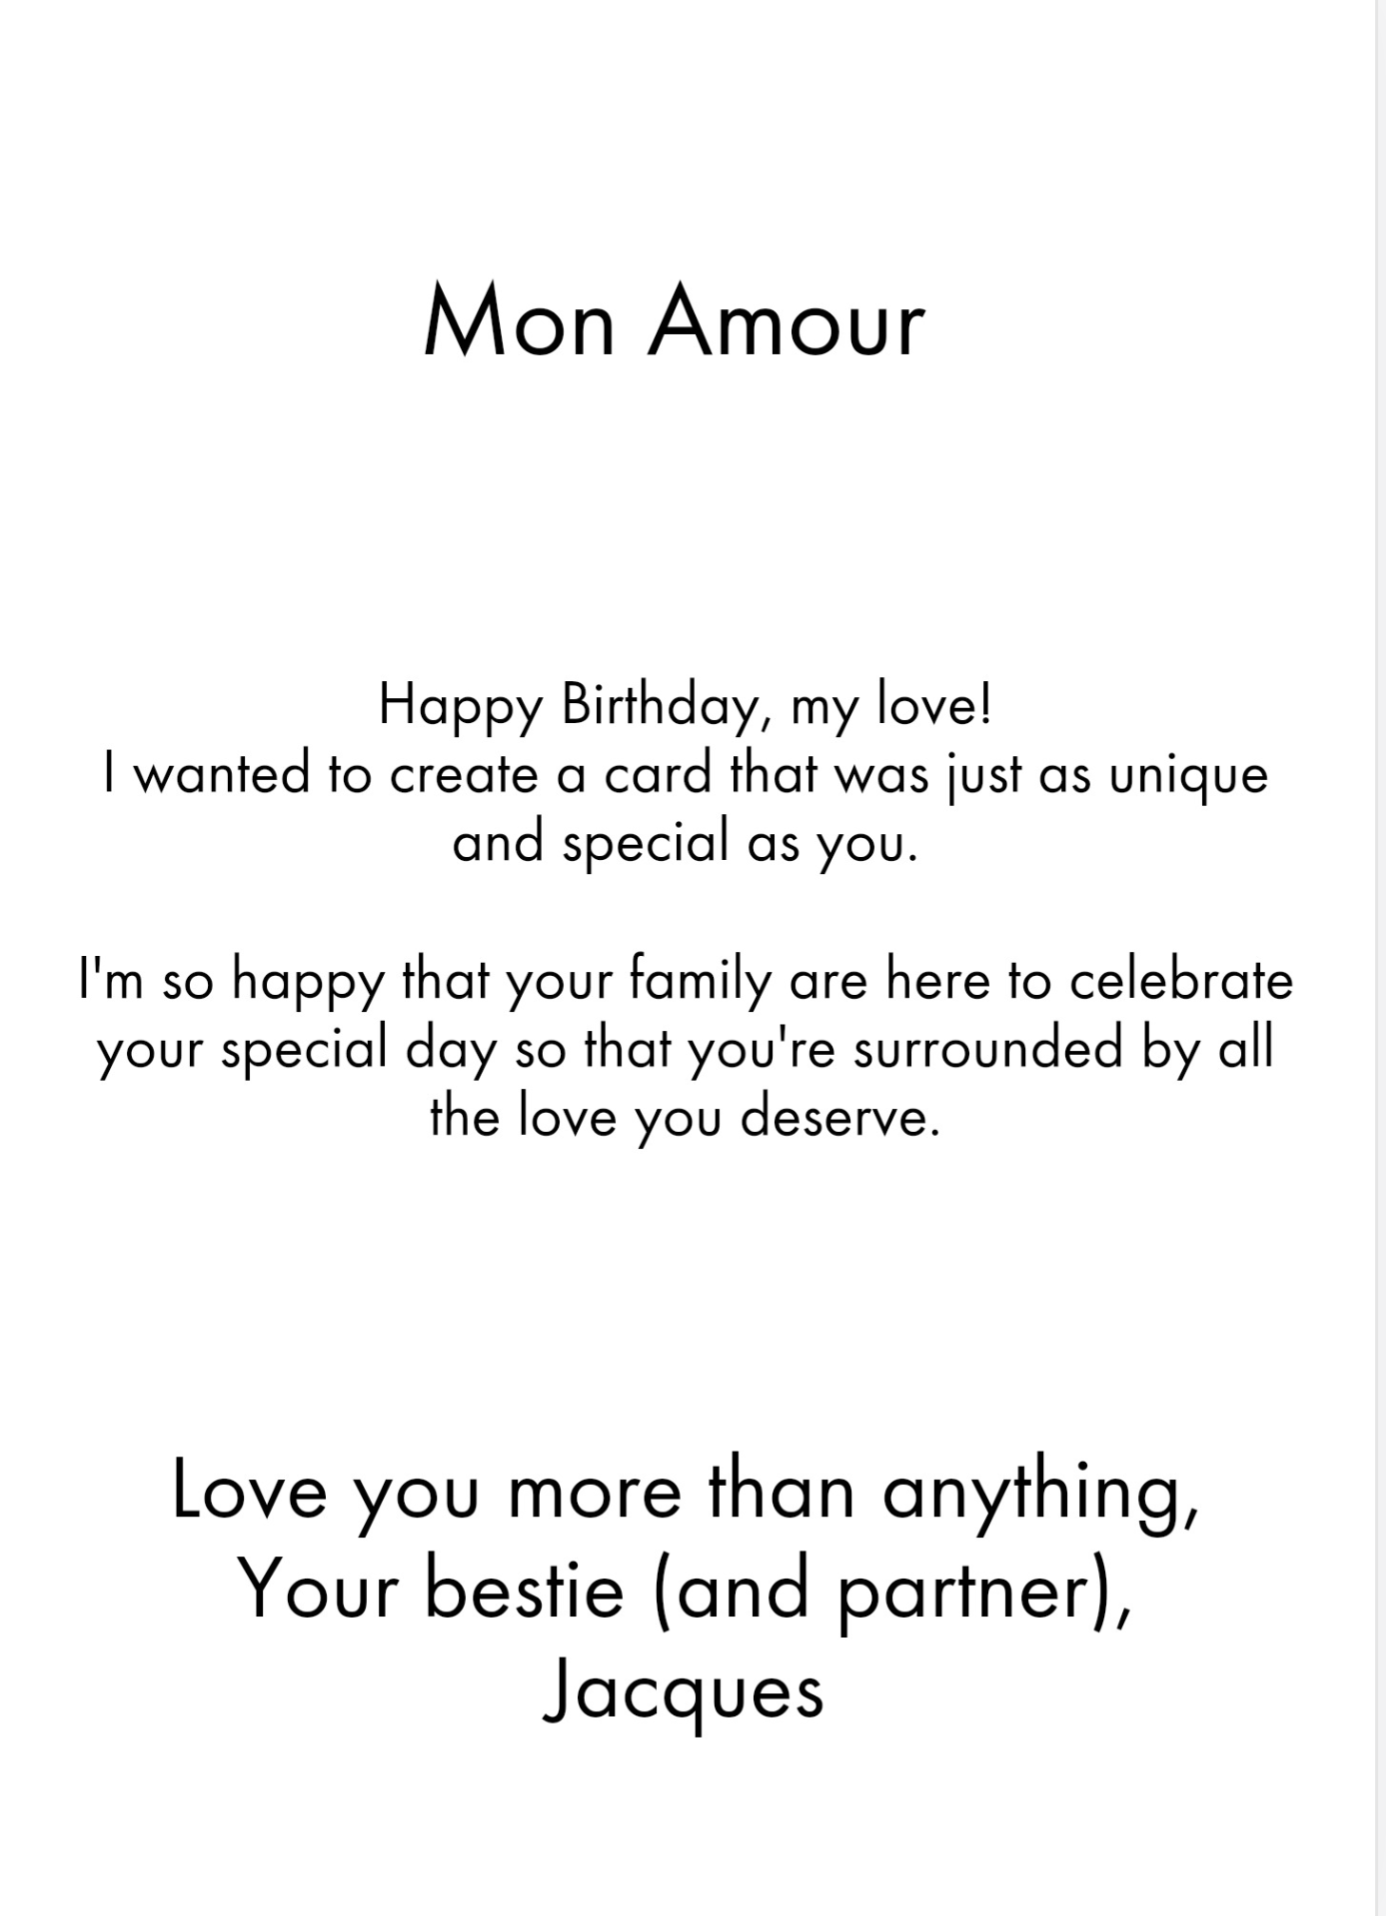 Mon Amour
Happy Birthday, my love!
I wanted to create a card that was just as unique
and special as you.
I'm so happy that your family are here to celebrate
your special day so that you're surrounded by all
the love you deserve.
Love you more than anything,
Your bestie (and partner),
Jacques